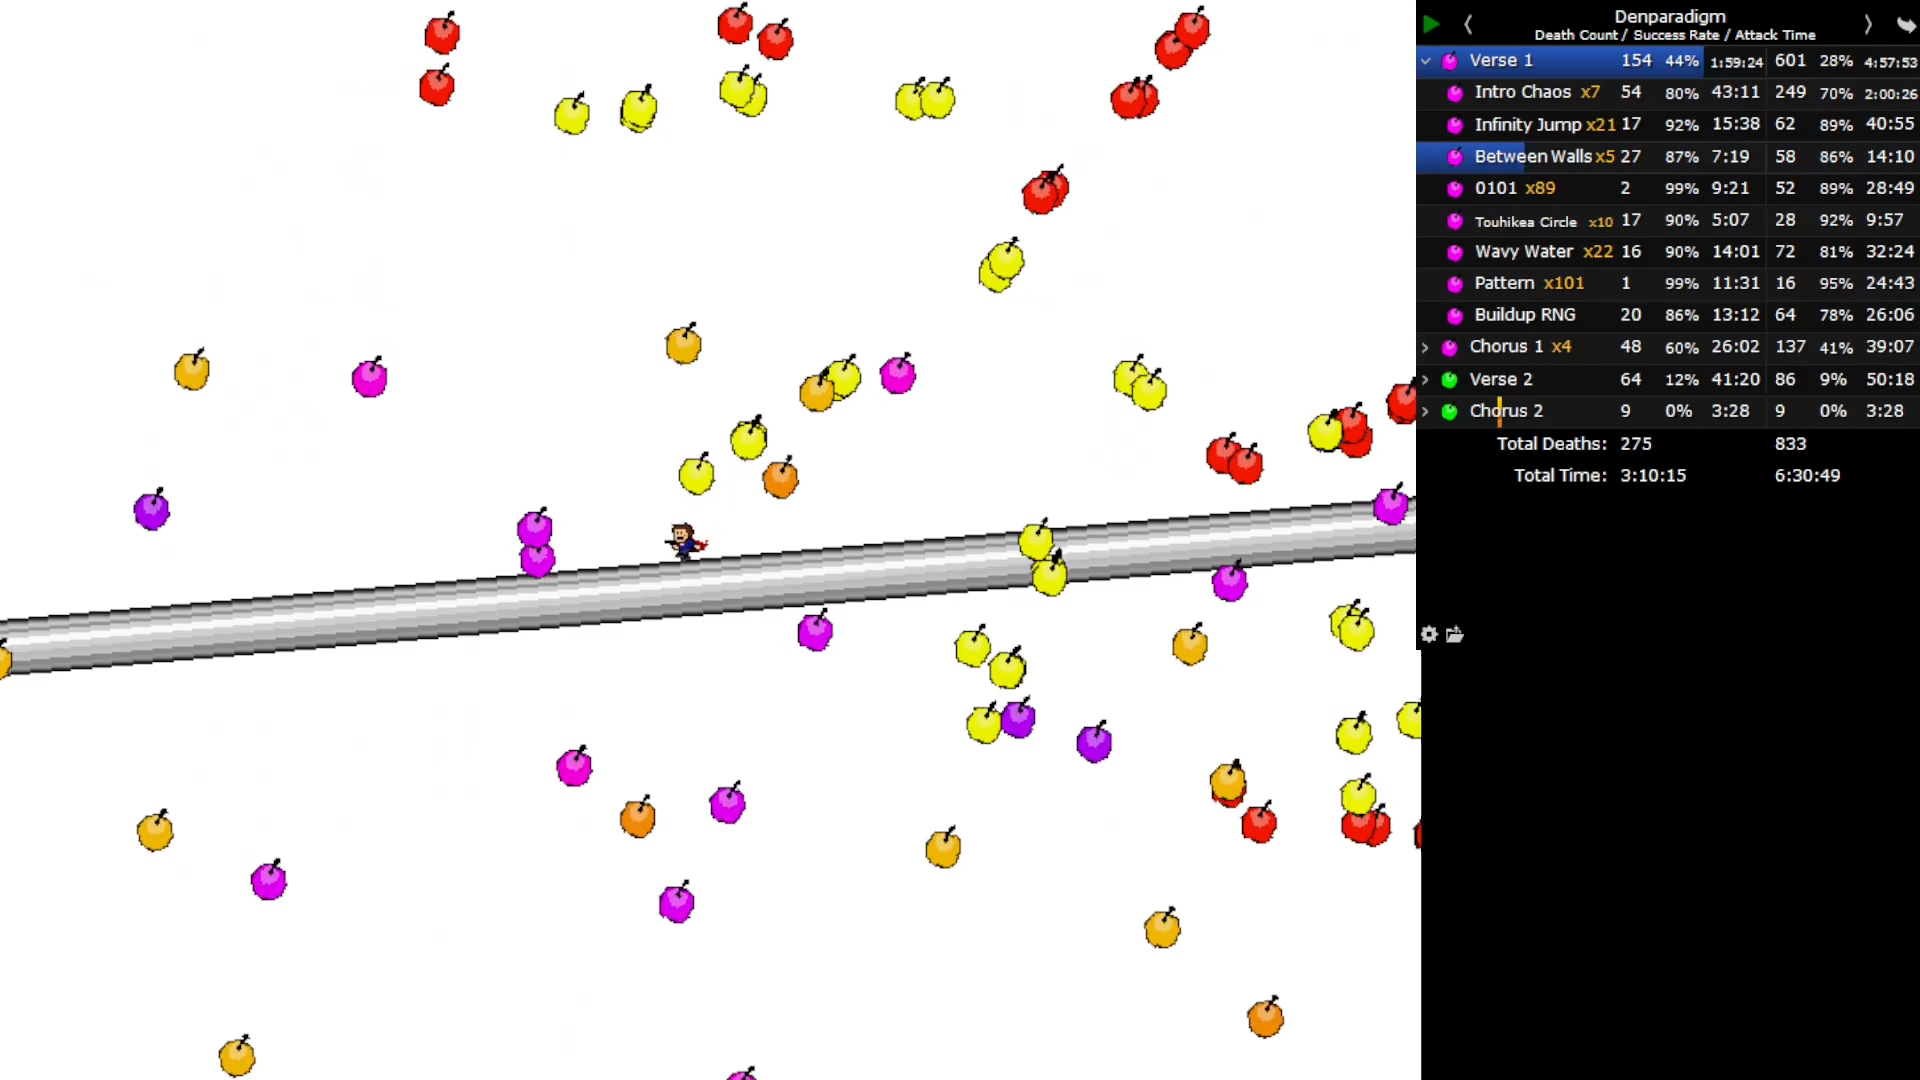 Denparadigm
Death Count / Success Rate / Attack Time
Verse 1 154 44% 1:59:24 601 28% 4:57:53
Intro Chaos x7 54 80% 43:11 249 70% 2:00:26
Infinity Jump x21 17 92% 15:38 62 89% 40:55
Between Walls x5 27 87% 7:19 58 86% 14:10
0101 x89 2 99% 9:21 52 89% 28:49
Touhikea Circle x10 17 90% 5:07 28 92% 9:57
Wavy Water x22 16 90% 14:01 72 81% 32:24
Pattern x101 1 99% 11:31 16 95% 24:43
Buildup RNG 20 86% 13:12 64 78% 26:06
Chorus 1 x4 48 60% 26:02 137 41% 39:07
Verse 2 64 12% 41:20 86 9% 50:18
Chorus 2 9 0% 3:28 9 0% 3:28
Total Deaths: 275 833
Total Time: 3:10:15 6:30:49